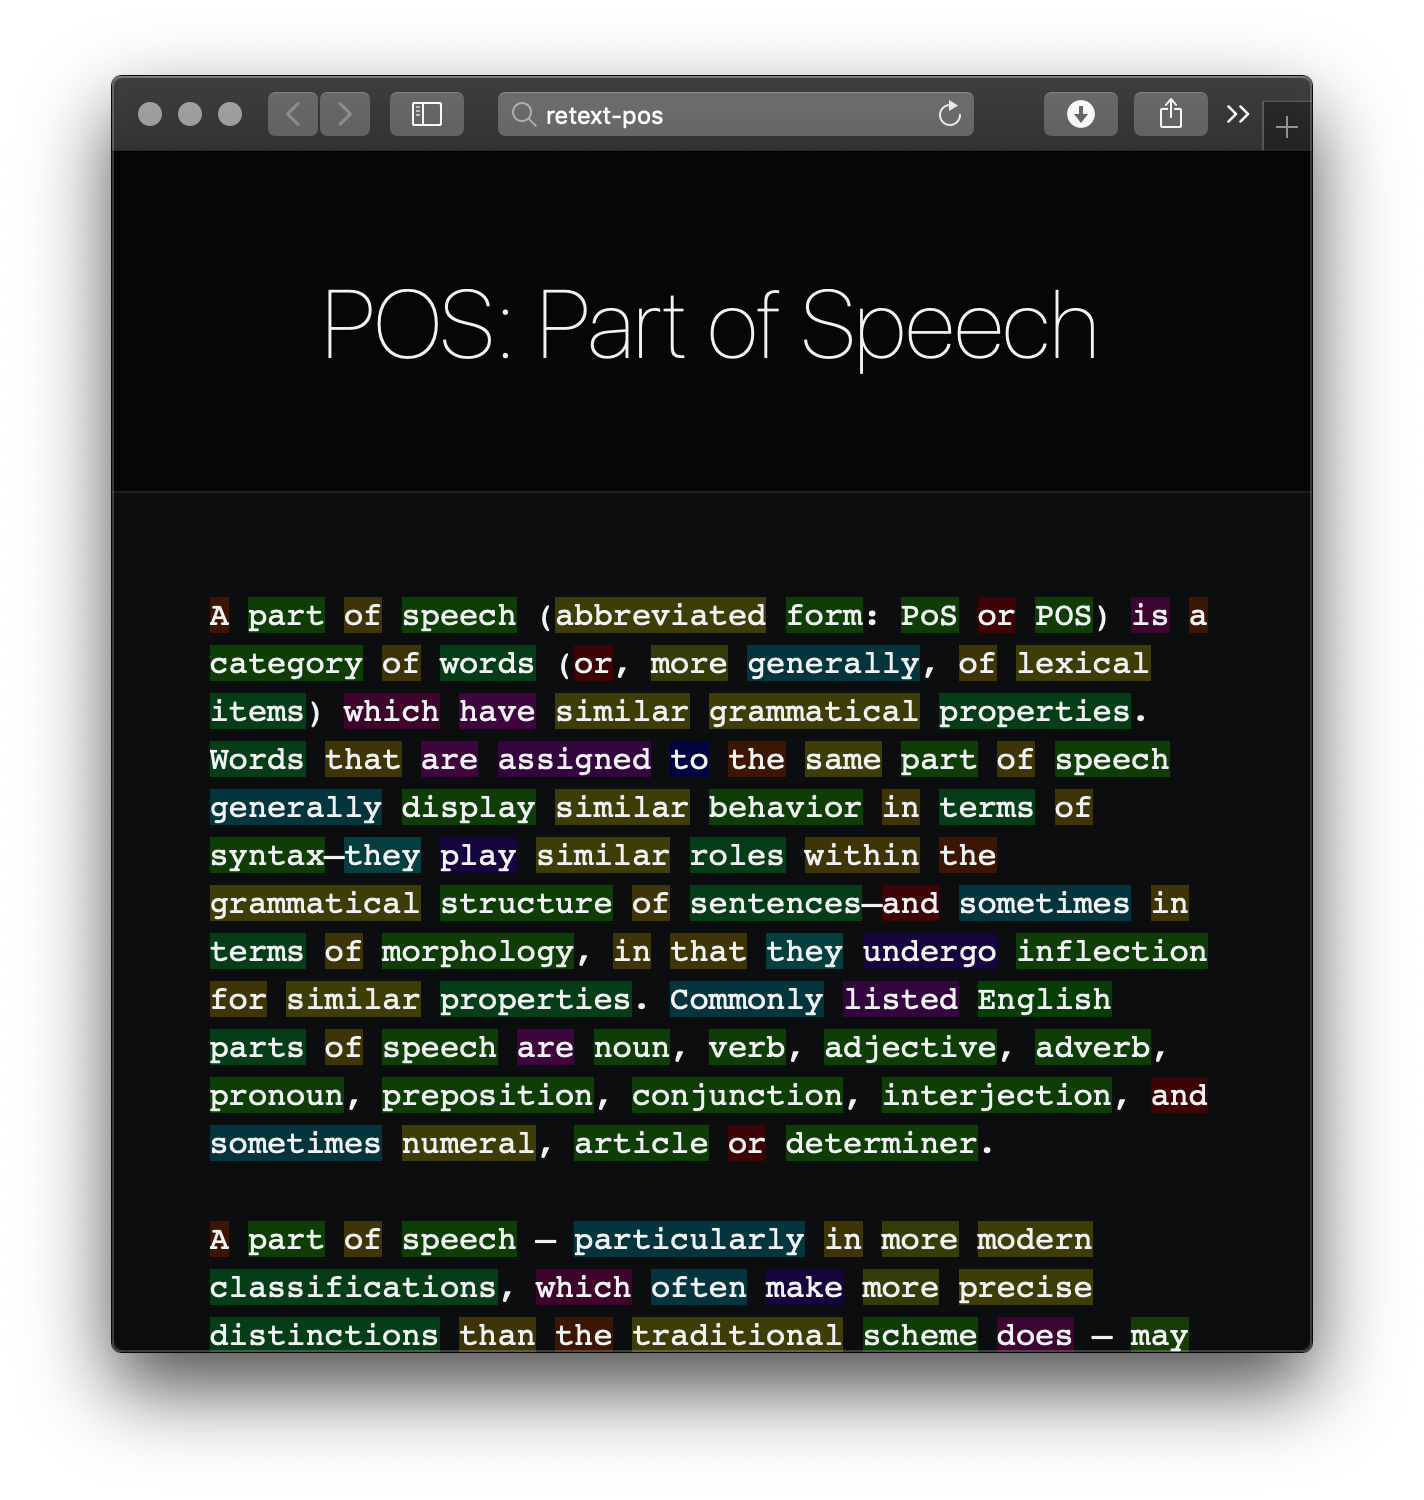 retext-pos
POS: Part of Speech
A part of speech (abbreviated form: PoS or POS) is a
category of words (or, more generally, of lexical
items) which have similar grammatical properties.
Words that are assigned to the same part of speech
generally display similar behavior in terms of
syntax—they play similar roles within the
grammatical structure of sentences—and sometimes in
terms of morphology, in that they undergo inflection
for similar properties. Commonly listed English
parts of speech are noun, verb, adjective, adverb,
pronoun, preposition, conjunction, interjection, and
sometimes numeral, article or determiner.
A part of speech – particularly in more modern
classifications, which often make more precise
distinctions than the traditional scheme does – may